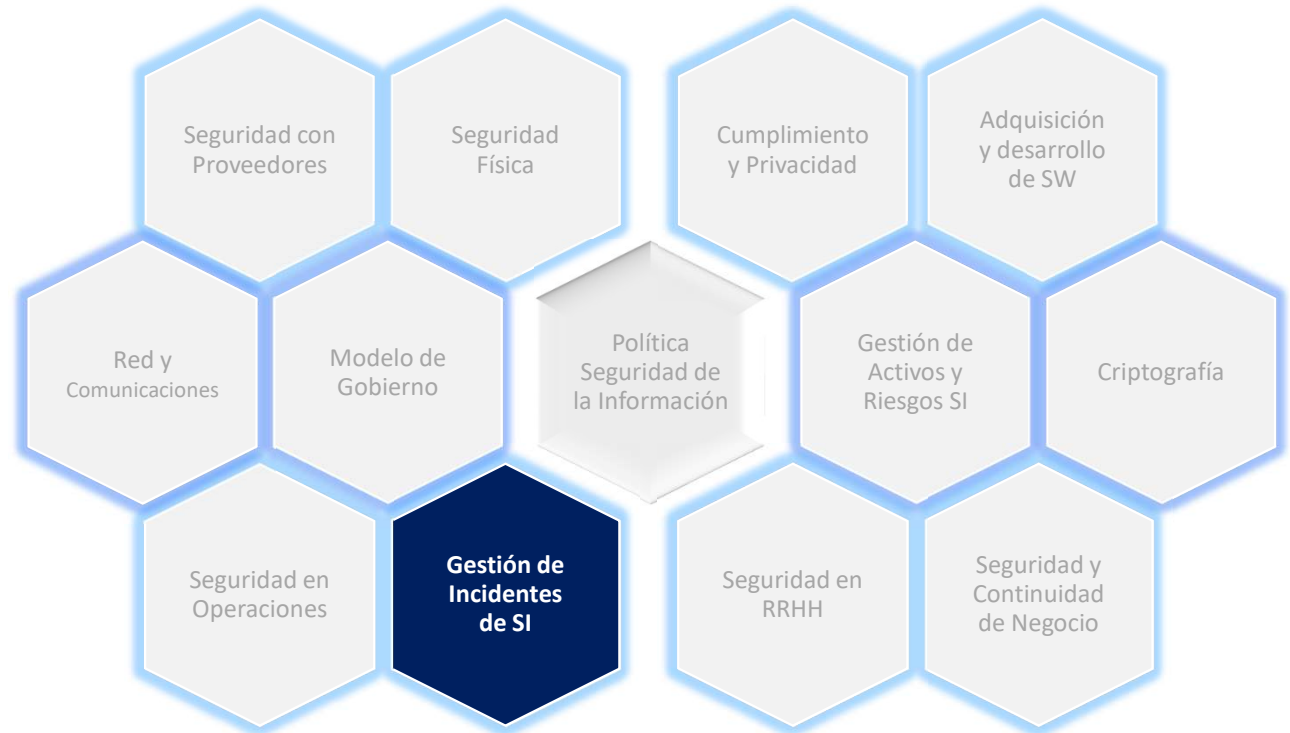 Seguridad con
Proveedores
Seguridad
Física
Cumplimiento
y Privacidad
Adquisición
y desarrollo
de SW
Red y
Comunicaciones
Modelo de
Gobierno
Política
Seguridad de
la Información
Gestión de
Activos y
Riesgos SI
Criptografía
Seguridad en
Operaciones
Gestión de
Incidentes
de SI
Seguridad en
RRHH
Seguridad y
Continuidad
de Negocio